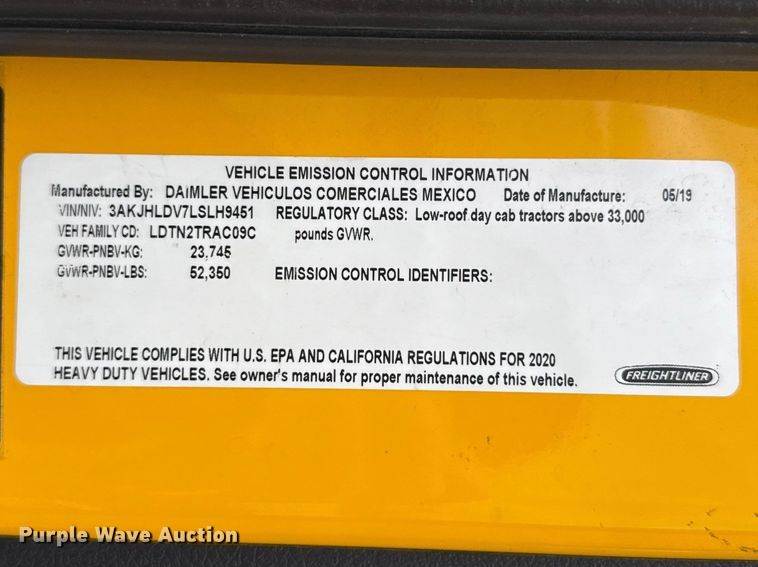 VEHICLE EMISSION CONTROL INFORMATION
Manufactured By: DAIMLER VEHICULOS COMERCIALES MEXICO Date of Manufacture: 05/19
VIN/NIV: 3AKJHLDV7LSLH9451 REGULATORY CLASS: Low-roof day cab tractors above 33,000
VEH FAMILY CD: LDTN2TRAC09C pounds GVWR.
GVWR-PNBV-KG: 23,745
GVWR-PNBV-LBS: 52,350 EMISSION CONTROL IDENTIFIERS:
THIS VEHICLE COMPLIES WITH U.S. EPA AND CALIFORNIA REGULATIONS FOR 2020
HEAVY DUTY VEHICLES. See owner's manual for proper maintenance of this vehicle.
FREIGHTLINER
Purple Wave Auction